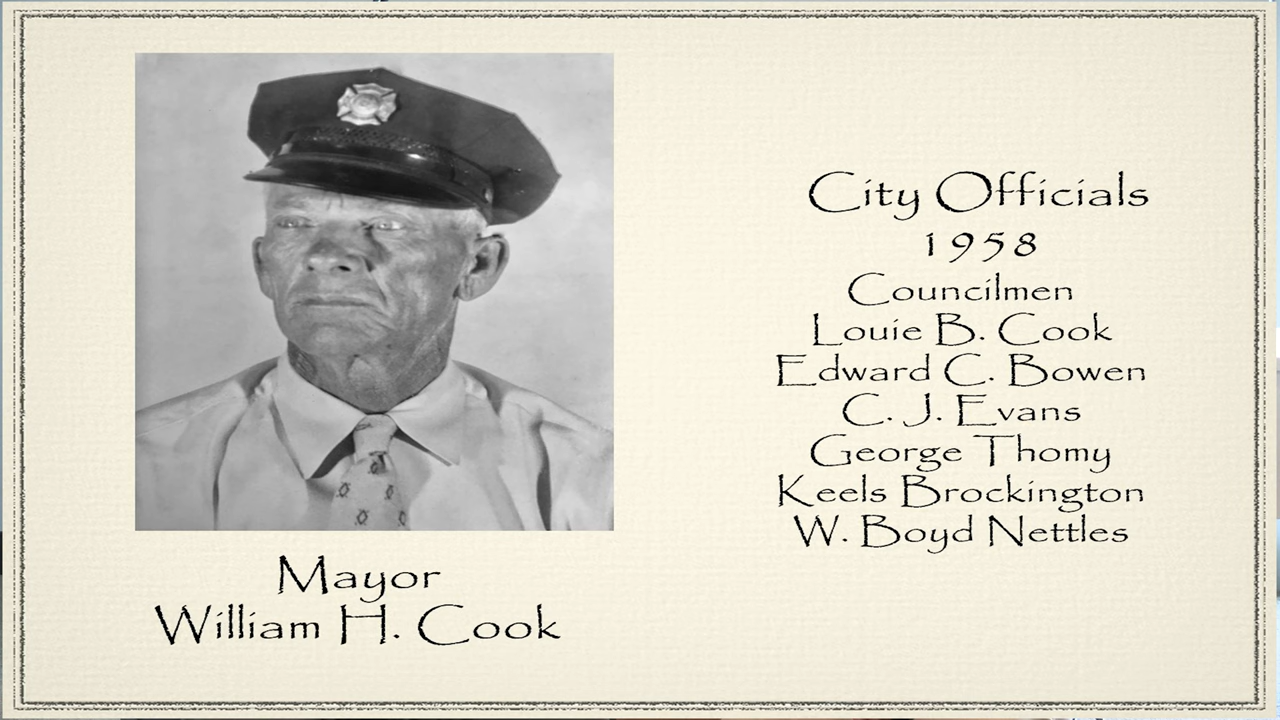 Mayor
William H. Cook
City Officials
1958
Councilmen
Louie B. Cook
Edward C. Bowen
C. J. Evans
George Thomy
Keels Brockington
W. Boyd Nettles